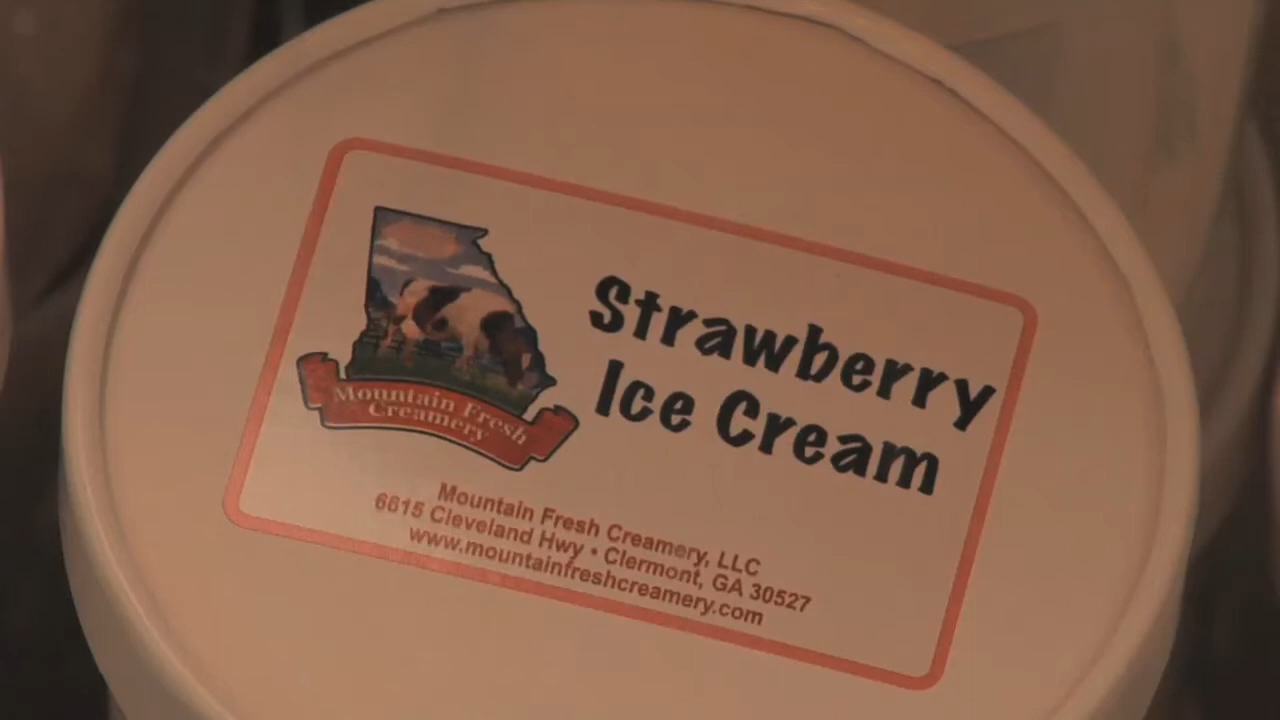 Strawberry
Ice Cream
Mountain Fresh
Creamery
Mountain Fresh Creamery, LLC
6615 Cleveland Hwy • Clermont, GA 30527
www.mountainfreshcreamery.com